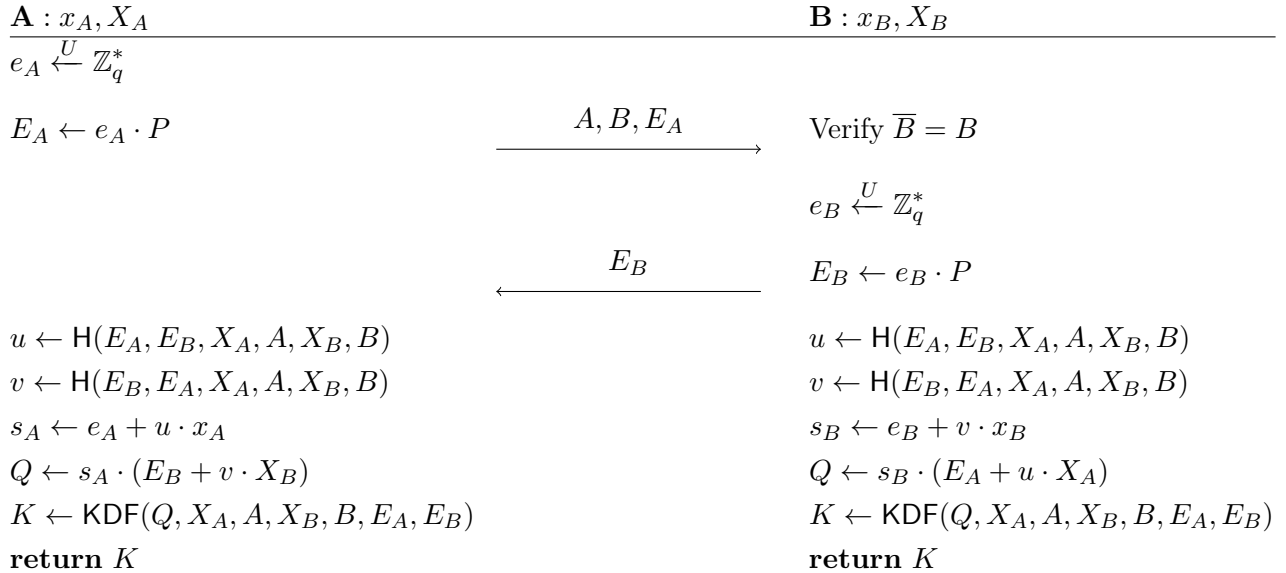 A : x_A, X_A B : x_B, X_B
e_A ←^U ℤ_q^*
E_A ← e_A · P A, B, E_A Verify B̅ = B
e_B ←^U ℤ_q^*
E_B E_B ← e_B · P
u ← H(E_A, E_B, X_A, A, X_B, B) u ← H(E_A, E_B, X_A, A, X_B, B)
v ← H(E_B, E_A, X_A, A, X_B, B) v ← H(E_B, E_A, X_A, A, X_B, B)
s_A ← e_A + u · x_A s_B ← e_B + v · x_B
Q ← s_A · (E_B + v · X_B) Q ← s_B · (E_A + u · X_A)
K ← KDF(Q, X_A, A, X_B, B, E_A, E_B) K ← KDF(Q, X_A, A, X_B, B, E_A, E_B)
return K return K